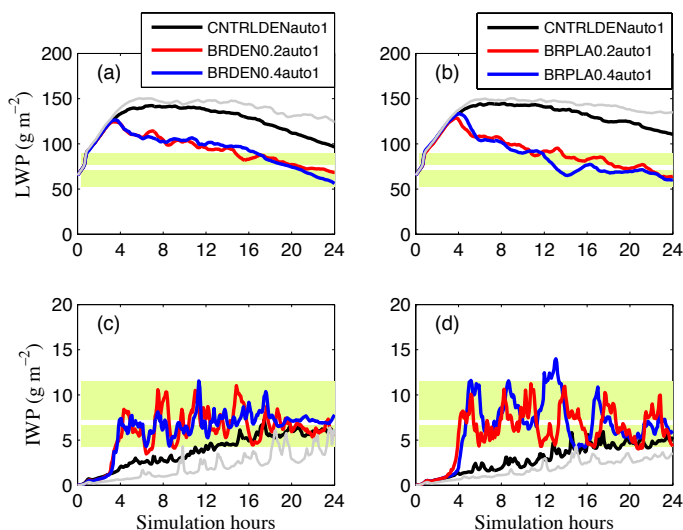 CNTRLDENauto1
BRDEN0.2auto1
BRDEN0.4auto1
CNTRLDENauto1
BRPLA0.2auto1
BRPLA0.4auto1
(a)
(b)
LWP (g m−2)
200
150
100
50
0
0 4 8 12 16 20 24
200
150
100
50
0
0 4 8 12 16 20 24
(c)
(d)
IWP (g m−2)
20
15
10
5
0
0 4 8 12 16 20 24
20
15
10
5
0
0 4 8 12 16 20 24
Simulation hours
Simulation hours